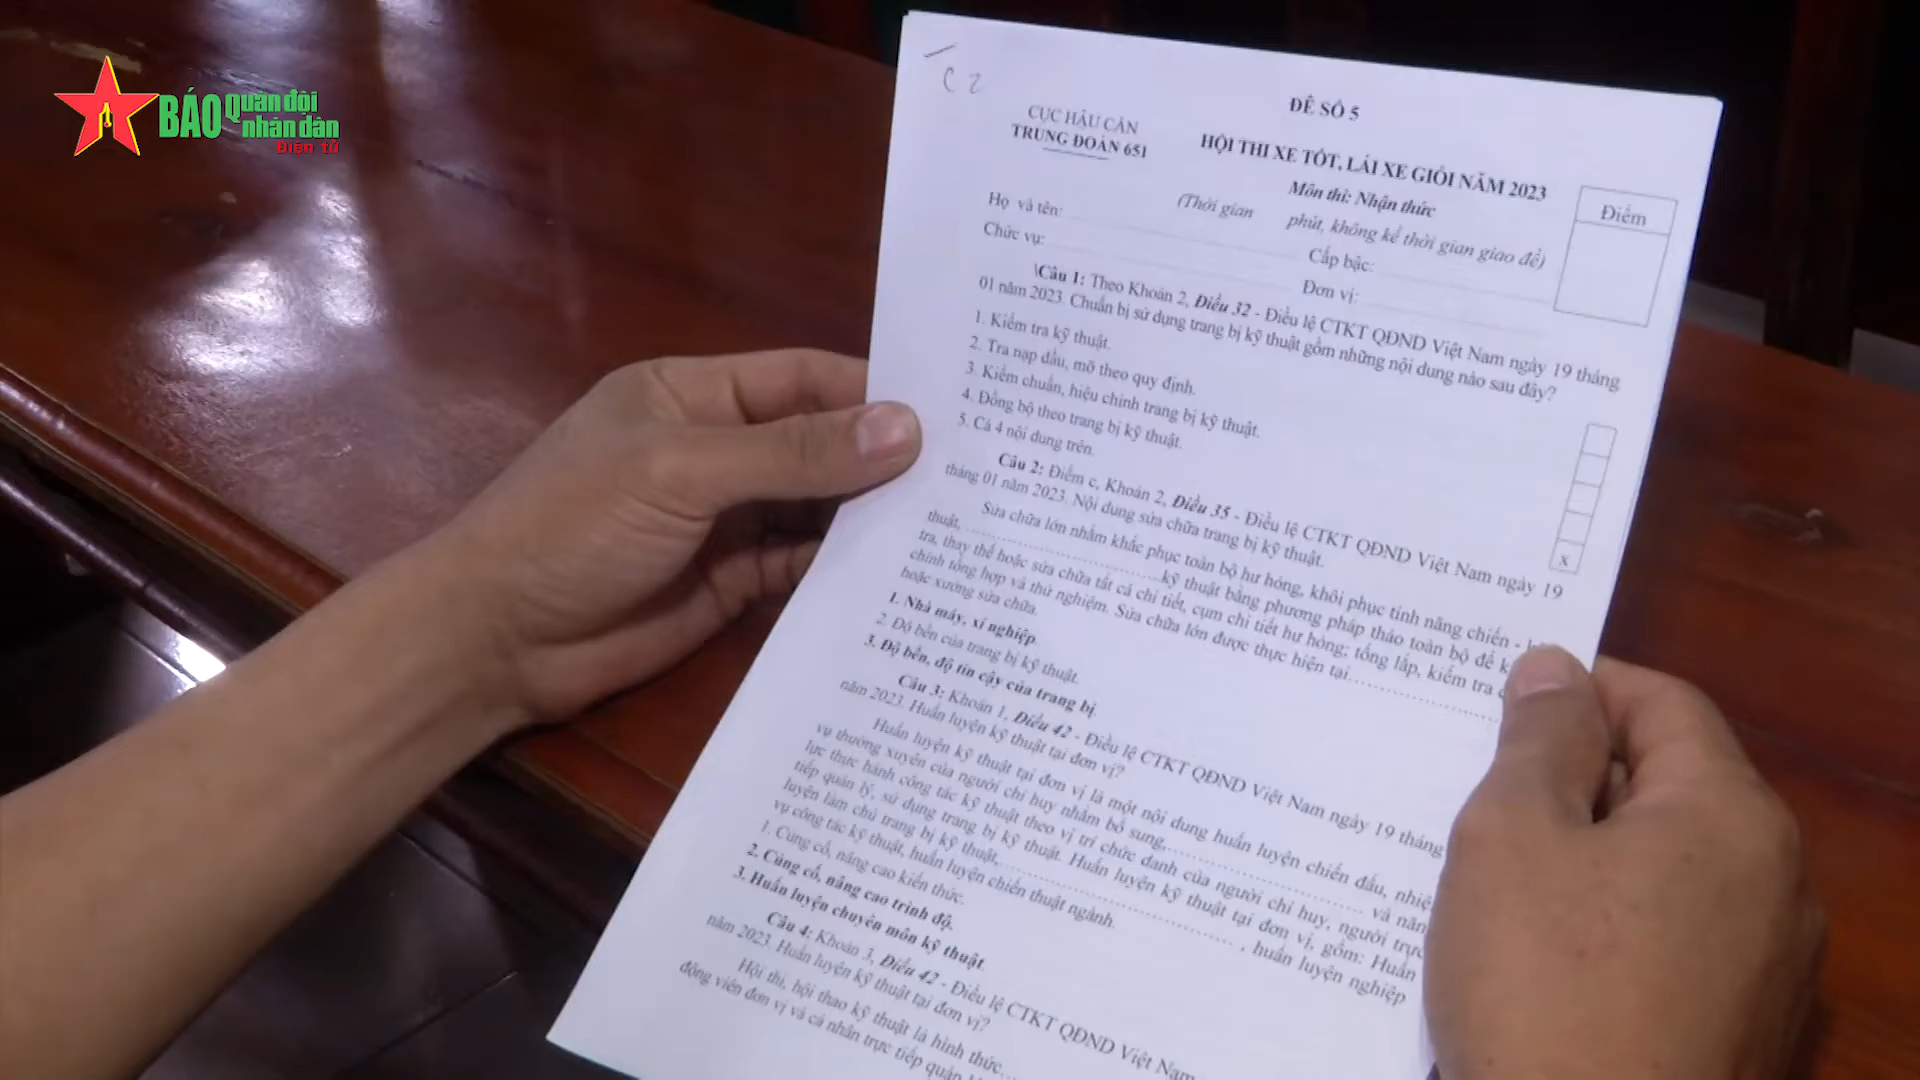 BÁO Quân đội
nhân dân
Điện tử
C 2
ĐỀ SỐ 5
CỤC HẬU CẦN
TRUNG ĐOÀN 651
HỘI THI XE TỐT, LÁI XE GIỎI NĂM 2023
Môn thi: Nhận thức
(Thời gian phút, không kể thời gian giao đề)
Điểm
Họ và tên:
Cấp bậc:
Chức vụ:
Đơn vị:
\Câu 1: Theo Khoản 2, Điều 32 - Điều lệ CTKT QĐND Việt Nam ngày 19 tháng
01 năm 2023. Chuẩn bị sử dụng trang bị kỹ thuật gồm những nội dung nào sau đây?
1. Kiểm tra kỹ thuật.
2. Tra nạp dầu, mỡ theo quy định.
3. Kiểm chuẩn, hiệu chỉnh trang bị kỹ thuật.
4. Đồng bộ theo trang bị kỹ thuật.
5. Cả 4 nội dung trên.
x
Câu 2: Điểm c, Khoản 2, Điều 35 - Điều lệ CTKT QĐND Việt Nam ngày 19
tháng 01 năm 2023. Nội dung sửa chữa trang bị kỹ thuật.
Sửa chữa lớn nhằm khắc phục toàn bộ hư hỏng, khôi phục tính năng chiến -
thuật, ........................kỹ thuật bằng phương pháp tháo toàn bộ để
tra, thay thế hoặc sửa chữa tất cả chi tiết, cụm chi tiết hư hỏng; tổng lắp, kiểm tra
chỉnh tổng hợp và thử nghiệm. Sửa chữa lớn được thực hiện tại........................
hoặc xưởng sửa chữa.
1. Nhà máy, xí nghiệp.
2. Độ bền của trang bị kỹ thuật.
3. Độ bền, độ tin cậy của trang bị.
Câu 3: Khoản 1, Điều 42 - Điều lệ CTKT QĐND Việt Nam ngày 19 tháng
năm 2023. Huấn luyện kỹ thuật tại đơn vị?
Huấn luyện kỹ thuật tại đơn vị là một nội dung huấn luyện chiến đấu, nhiệ
vụ thường xuyên của người chỉ huy nhằm bổ sung,........................ và năn
lực thực hành công tác kỹ thuật theo vị trí chức danh của người chỉ huy, người trực
tiếp quản lý, sử dụng trang bị kỹ thuật. Huấn luyện kỹ thuật tại đơn vị, gồm: Huấn
luyện làm chủ trang bị kỹ thuật,........................, huấn luyện nghiệp
vụ công tác kỹ thuật, huấn luyện chiến thuật ngành.
1. Củng cố, nâng cao kiến thức.
2. Củng cố, nâng cao trình độ.
3. Huấn luyện chuyên môn kỹ thuật.
Câu 4: Khoản 3, Điều 42 - Điều lệ CTKT QĐND Việt Nam
năm 2023. Huấn luyện kỹ thuật tại đơn vị?
Hội thi, hội thao kỹ thuật là hình thức...
động viên đơn vị và cá nhân trực tiếp quản